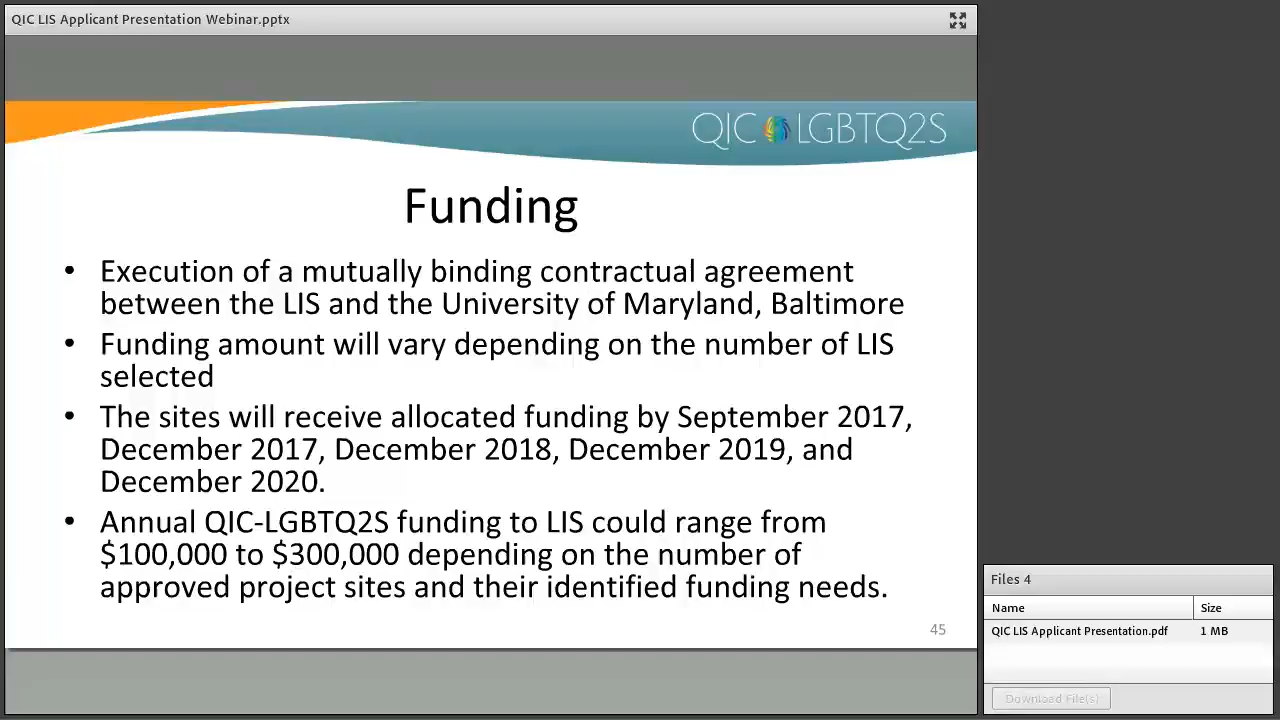 QIC LIS Applicant Presentation Webinar.pptx
QIC LGBTQ2S
Funding
• Execution of a mutually binding contractual agreement
between the LIS and the University of Maryland, Baltimore
• Funding amount will vary depending on the number of LIS
selected
• The sites will receive allocated funding by September 2017,
December 2017, December 2018, December 2019, and
December 2020.
• Annual QIC-LGBTQ2S funding to LIS could range from
$100,000 to $300,000 depending on the number of
approved project sites and their identified funding needs.
45
Files 4
Name Size
QIC LIS Applicant Presentation.pdf 1 MB
Download File(s)